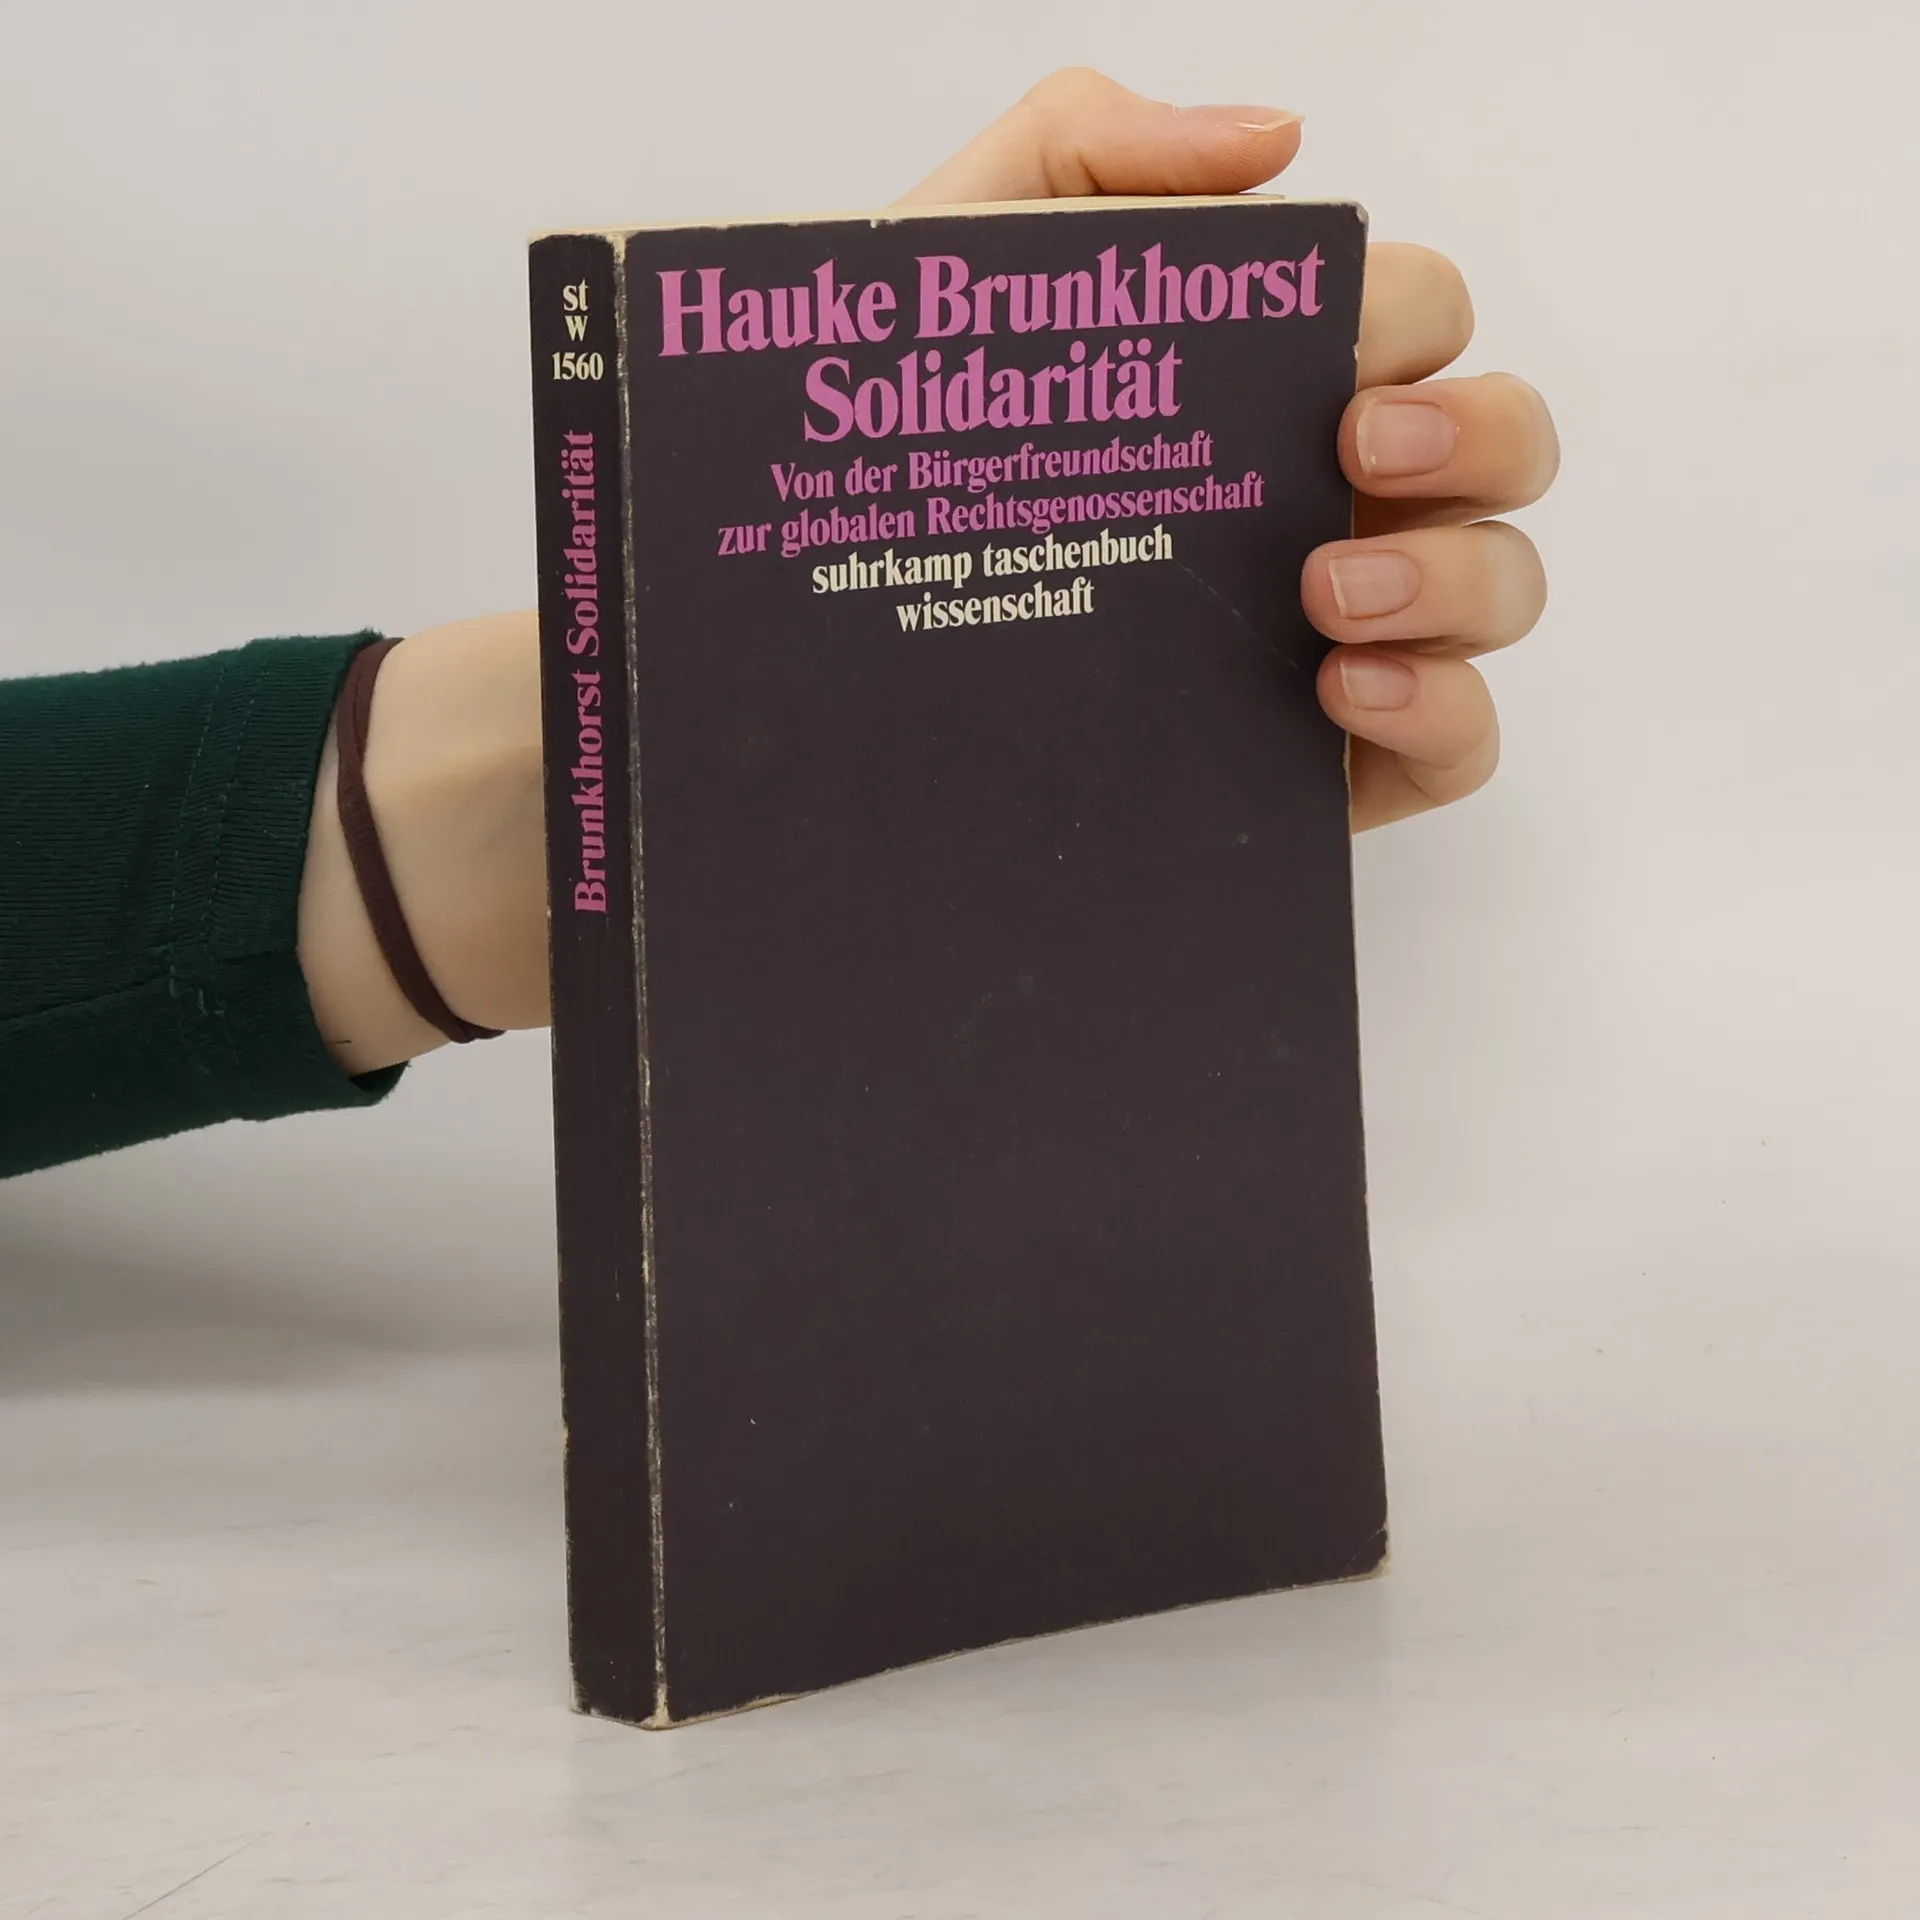 st
w
1560
Brunkhorst Solidarität
Hauke Brunkhorst
Solidarität
Von der Bürgerfreundschaft
zur globalen Rechtsgenossenschaft
suhrkamp taschenbuch
wissenschaft